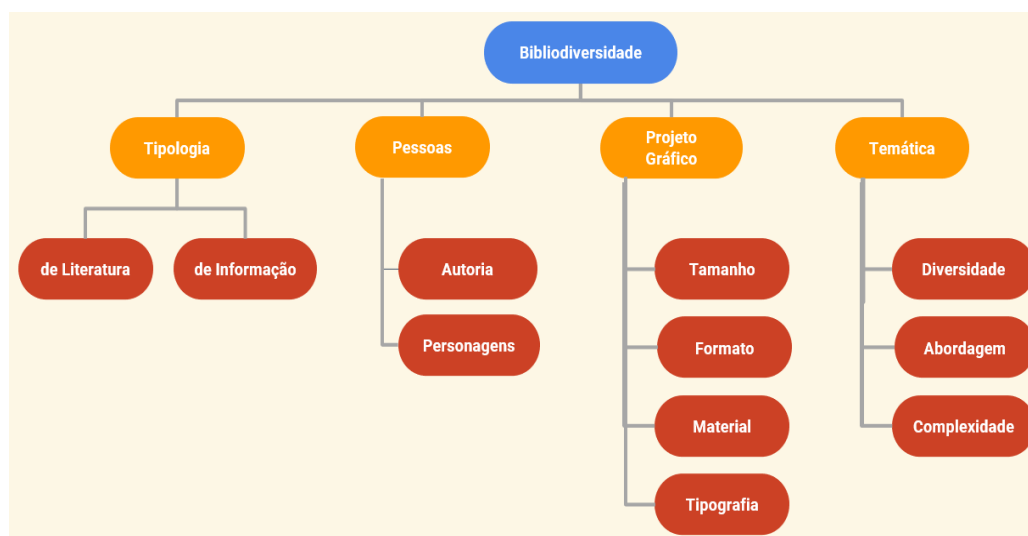 Bibliodiversidade
Tipologia
Pessoas
Projeto
Gráfico
Temática
de Literatura
de Informação
Autoria
Personagens
Tamanho
Formato
Material
Tipografia
Diversidade
Abordagem
Complexidade